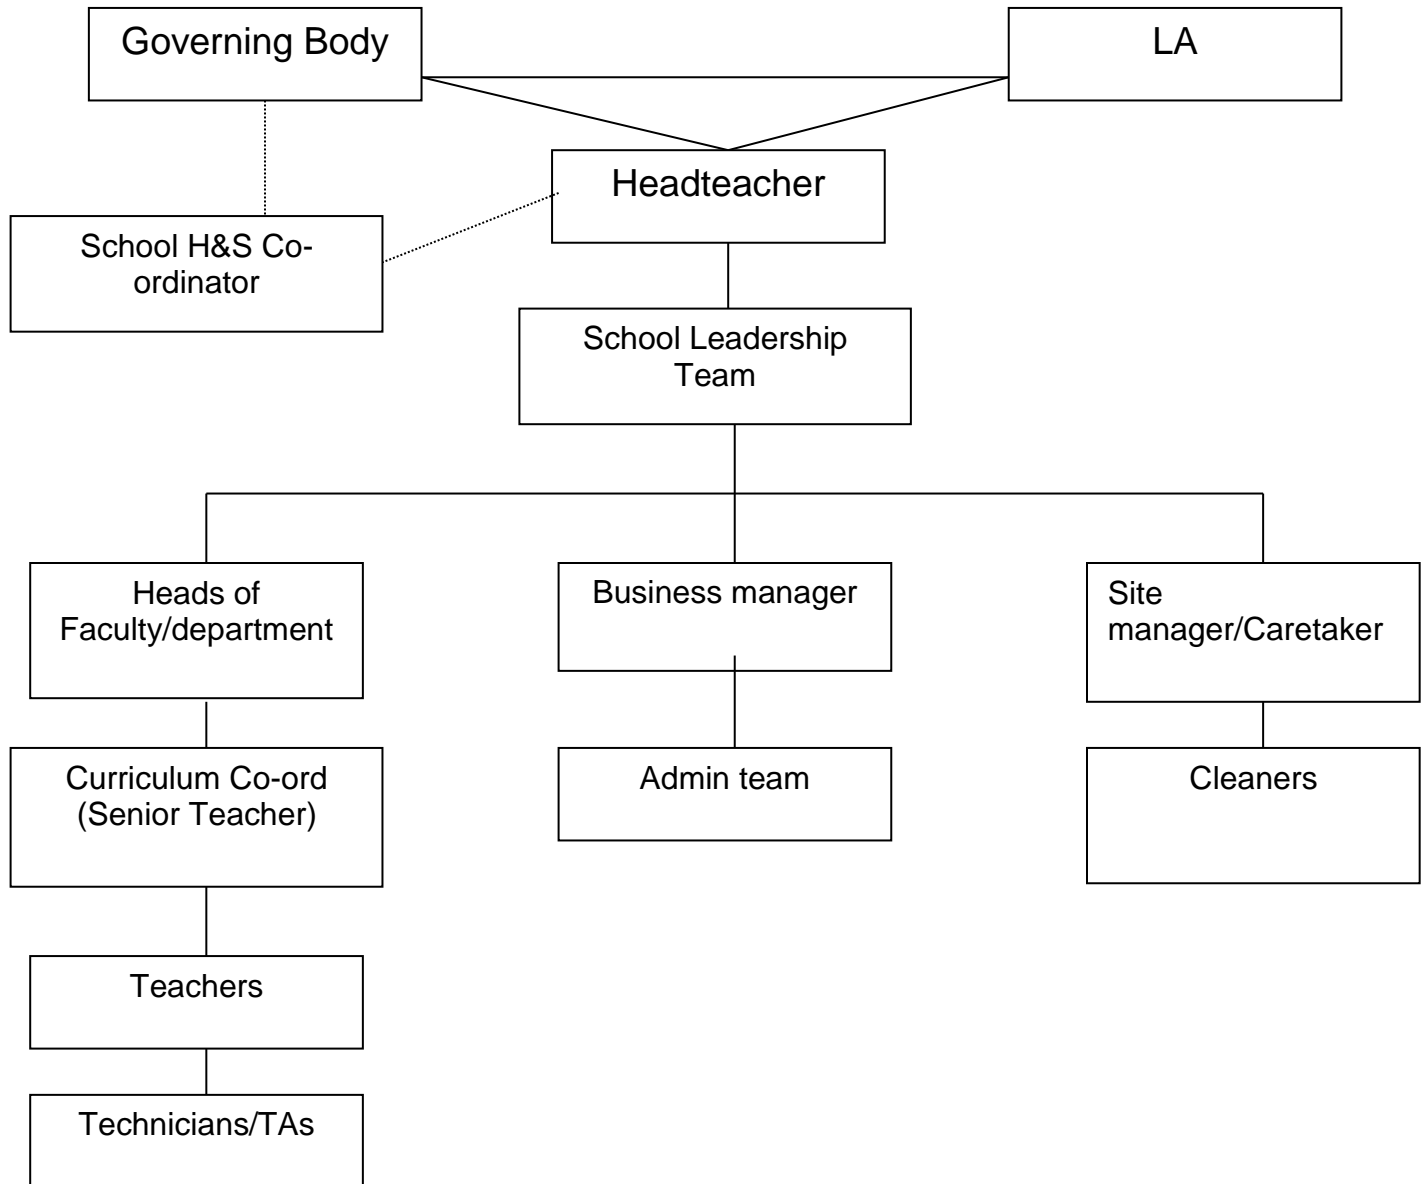 Governing Body
LA
Headteacher
School H&S Co-
ordinator
School Leadership
Team
Heads of
Faculty/department
Business manager
Site
manager/Caretaker
Curriculum Co-ord
(Senior Teacher)
Admin team
Cleaners
Teachers
Technicians/TAs